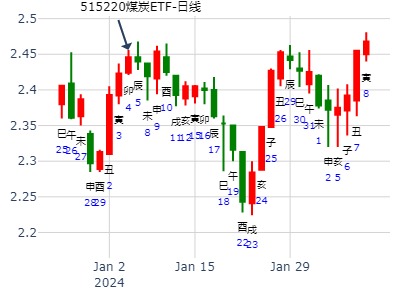 515220煤炭ETF-日线
2.5
2.45
2.4
2.35
2.3
2.25
2.2
巳
25
午
26
未
27
申
28
酉
29
丑
2
寅
3
卯
4
辰
5
未
8
申
9
酉
10
戌
11
亥
12
寅
15
卯
16
辰
17
巳
18
午
19
酉
22
戌
23
亥
24
子
25
丑
26
辰
29
巳
30
午
31
未
1
申
2
亥
5
子
6
丑
7
寅
8
Jan 2
2024
Jan 15
Jan 29